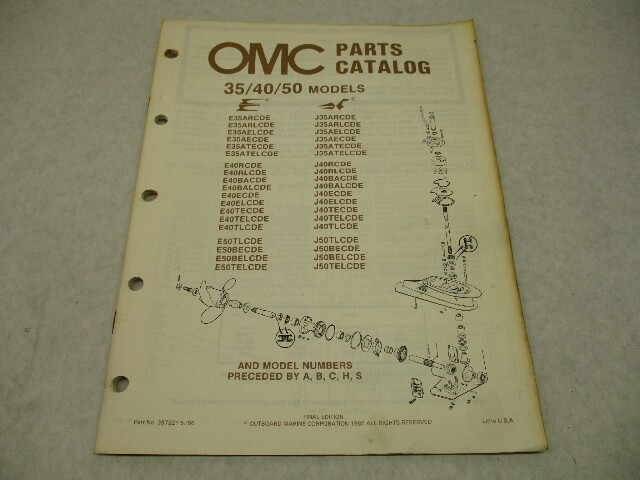 OMC PARTS CATALOG
35/40/50 MODELS
E35ARCDE J35ARCDE
E35ARLCDE J35ARLCDE
E35AELCDE J35AELCDE
E35AECDE J35AECDE
E35ATECDE J35ATECDE
E35ATELCDE J35ATELCDE
E40RCDE J40RCDE
E40RLCDE J40RLCDE
E40BACDE J40BACDE
E40BALCDE J40BALCDE
E40ECDE J40ECDE
E40ELCDE J40ELCDE
E40TECDE J40TECDE
E40TELCDE J40TELCDE
E40TLCDE J40TLCDE
E50TLCDE J50TLCDE
E50BECDE J50BECDE
E50BELCDE J50BELCDE
E50TELCDE J50TELCDE
AND MODEL NUMBERS
PRECEDED BY A, B, C, H, S
FINAL EDITION
Part No.
© OUTBOARD MARINE CORPORATION ALL RIGHTS RESERVED
Litho U.S.A.